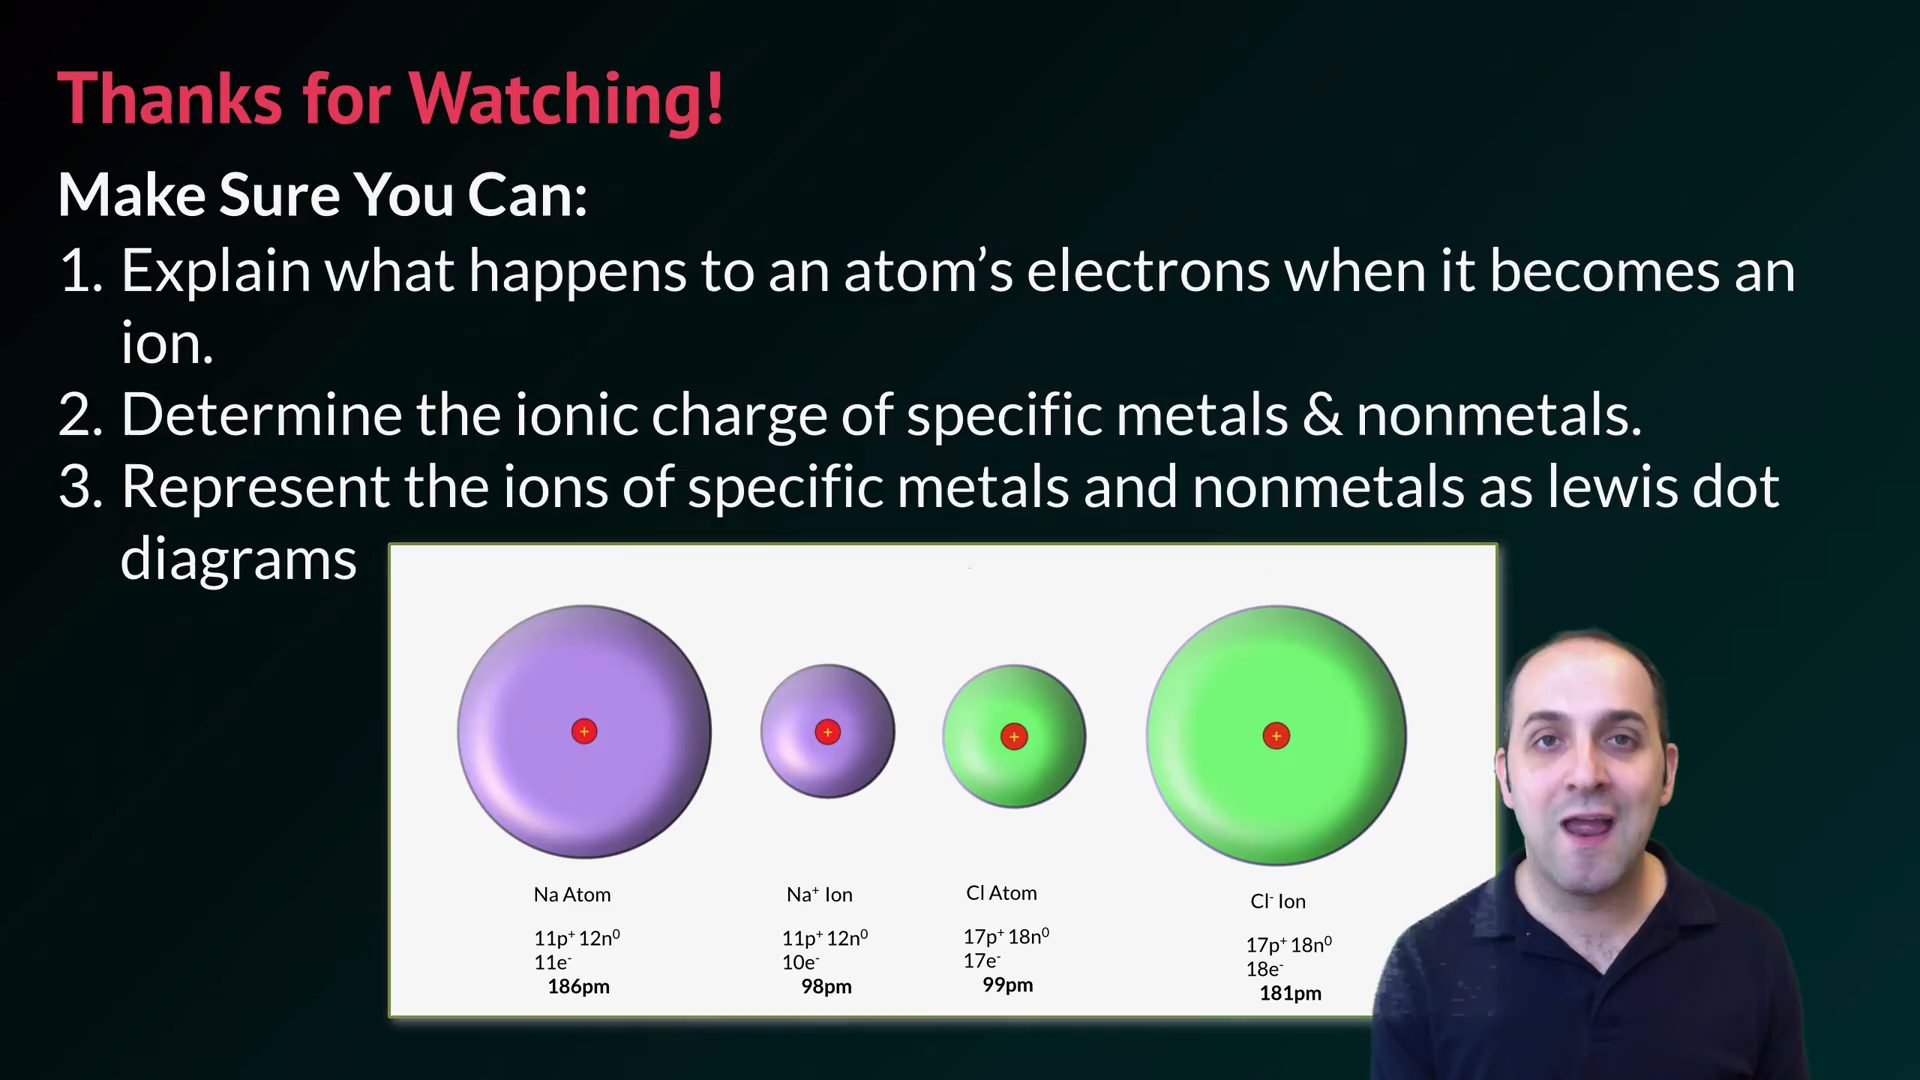 Thanks for Watching!
Make Sure You Can:
1. Explain what happens to an atom’s electrons when it becomes an
ion.
2. Determine the ionic charge of specific metals & nonmetals.
3. Represent the ions of specific metals and nonmetals as lewis dot
diagrams
+ + + +
Na Atom
11p⁺ 12n⁰
11e⁻
186pm
Na⁺ Ion
11p⁺ 12n⁰
10e⁻
98pm
Cl Atom
17p⁺ 18n⁰
17e⁻
99pm
Cl⁻ Ion
17p⁺ 18n⁰
18e⁻
181pm